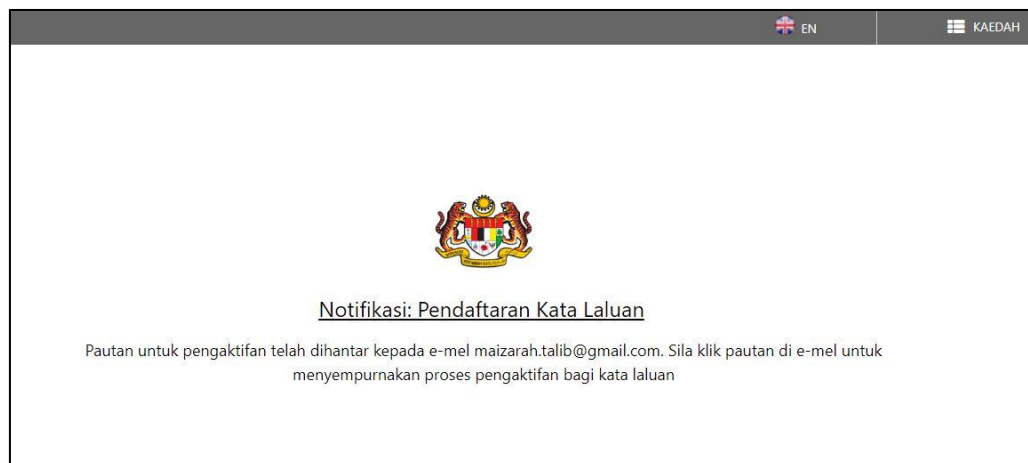 EN
KAEDAH
Notifikasi: Pendaftaran Kata Laluan
Pautan untuk pengaktifan telah dihantar kepada e-mel maizarah.talib@gmail.com. Sila klik pautan di e-mel untuk
menyempurnakan proses pengaktifan bagi kata laluan